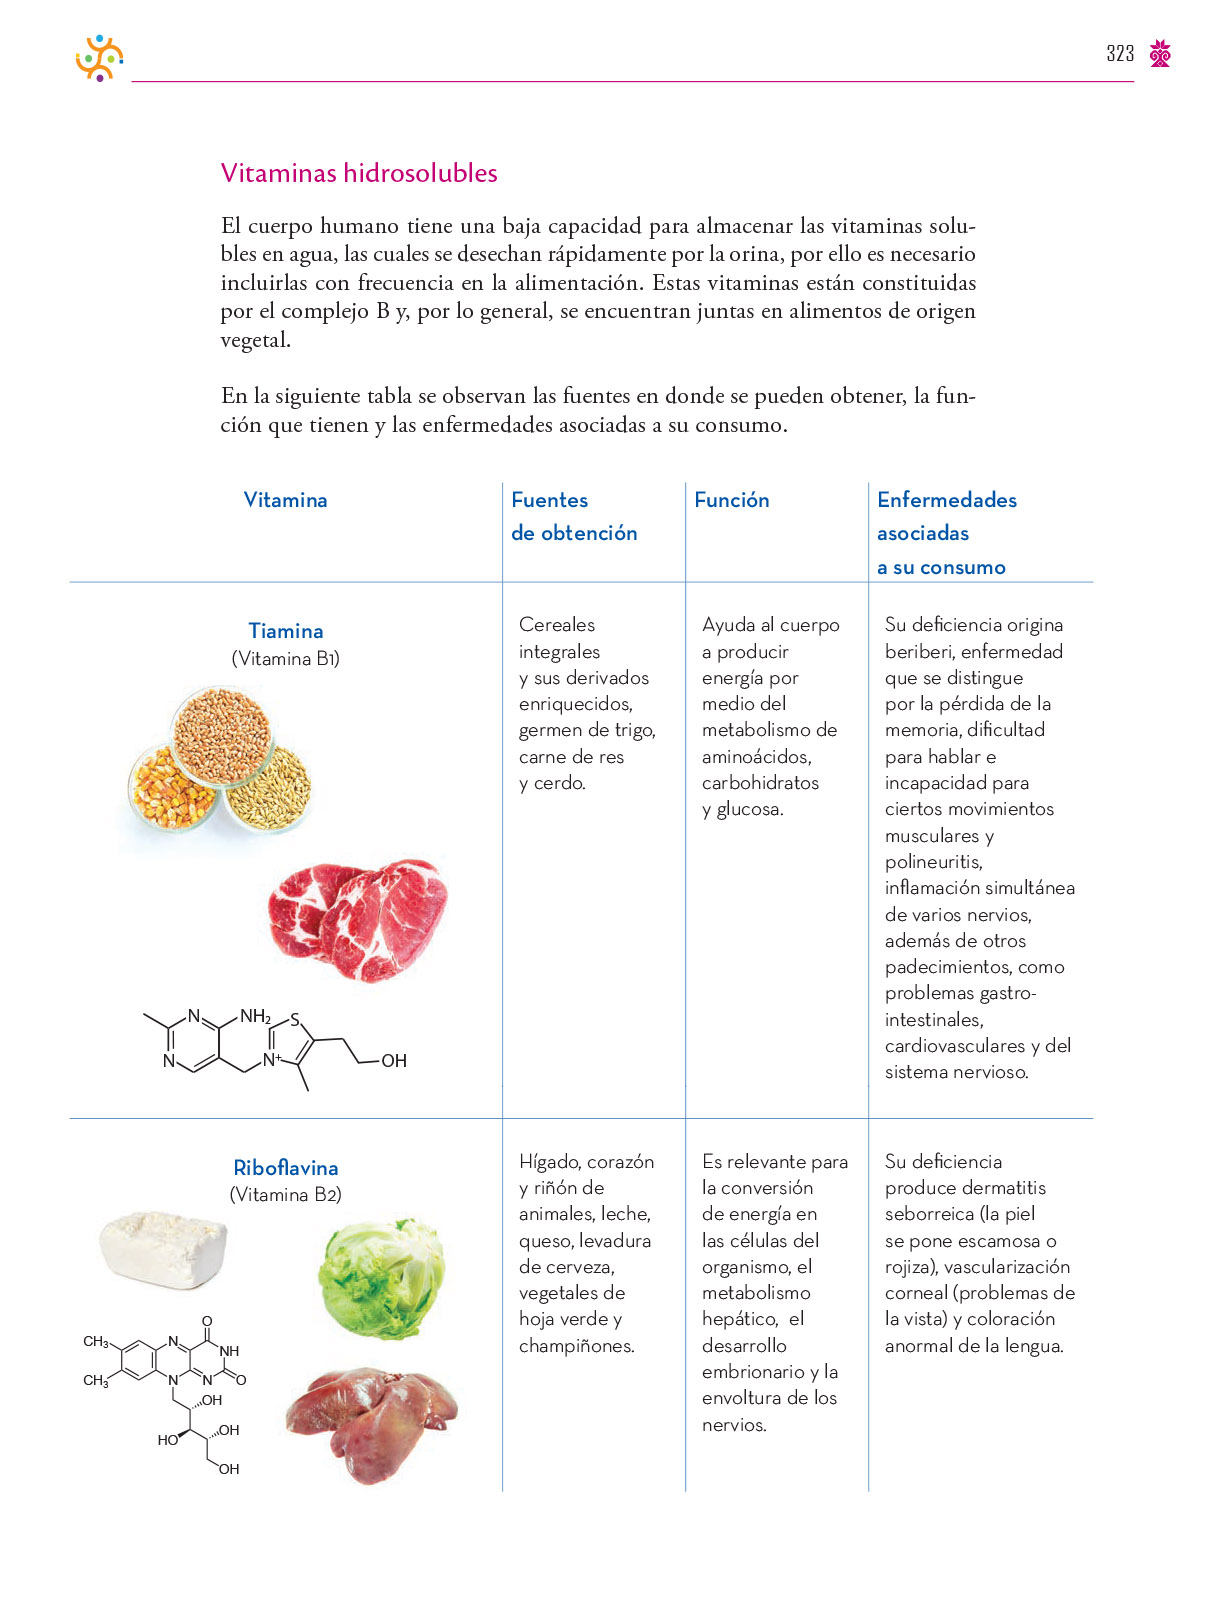 323
Vitaminas hidrosolubles
El cuerpo humano tiene una baja capacidad para almacenar las vitaminas solu-
bles en agua, las cuales se desechan rápidamente por la orina, por ello es necesario
incluirlas con frecuencia en la alimentación. Estas vitaminas están constituidas
por el complejo B y, por lo general, se encuentran juntas en alimentos de origen
vegetal.
En la siguiente tabla se observan las fuentes en donde se pueden obtener, la fun-
ción que tienen y las enfermedades asociadas a su consumo.
Vitamina
Fuentes
de obtención
Función
Enfermedades
asociadas
a su consumo
Tiamina
(Vitamina B1)
N
NH2
N
S
N+
OH
Cereales
integrales
y sus derivados
enriquecidos,
germen de trigo,
carne de res
y cerdo.
Ayuda al cuerpo
a producir
energía por
medio del
metabolismo de
aminoácidos,
carbohidratos
y glucosa.
Su deficiencia origina
beriberi, enfermedad
que se distingue
por la pérdida de la
memoria, dificultad
para hablar e
incapacidad para
ciertos movimientos
musculares y
polineuritis,
inflamación simultánea
de varios nervios,
además de otros
padecimientos, como
problemas gastro-
intestinales,
cardiovasculares y del
sistema nervioso.
Riboflavina
(Vitamina B2)
O
CH3 N
NH
CH3 N N O
OH
HO OH
OH
Hígado, corazón
y riñón de
animales, leche,
queso, levadura
de cerveza,
vegetales de
hoja verde y
champiñones.
Es relevante para
la conversión
de energía en
las células del
organismo, el
metabolismo
hepático, el
desarrollo
embrionario y la
envoltura de los
nervios.
Su deficiencia
produce dermatitis
seborreica (la piel
se pone escamosa o
rojiza), vascularización
corneal (problemas de
la vista) y coloración
anormal de la lengua.